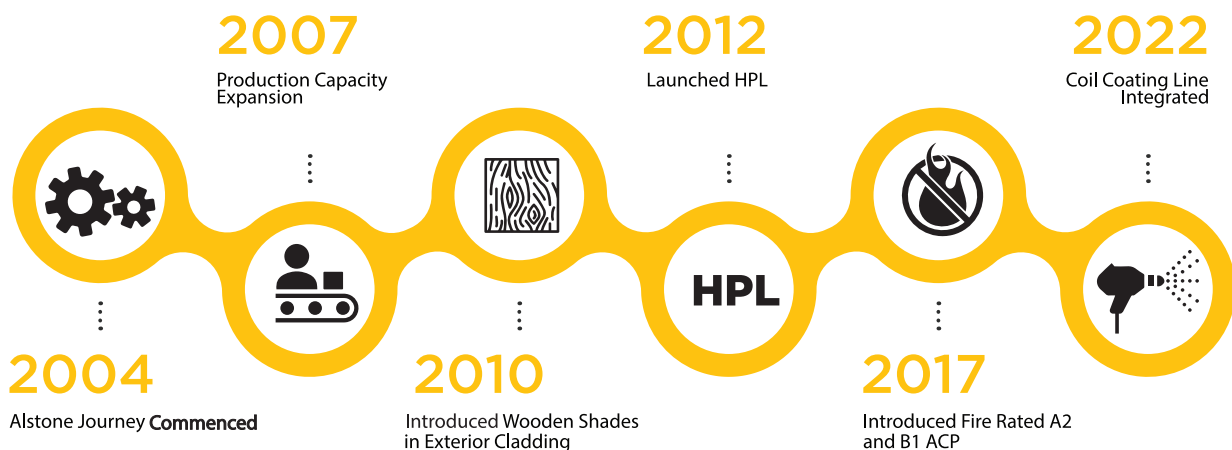 2007
Production Capacity
Expansion
2012
Launched HPL
2022
Coil Coating Line
Integrated
HPL
2004
Alstone Journey Commenced
2010
Introduced Wooden Shades
in Exterior Cladding
2017
Introduced Fire Rated A2
and B1 ACP